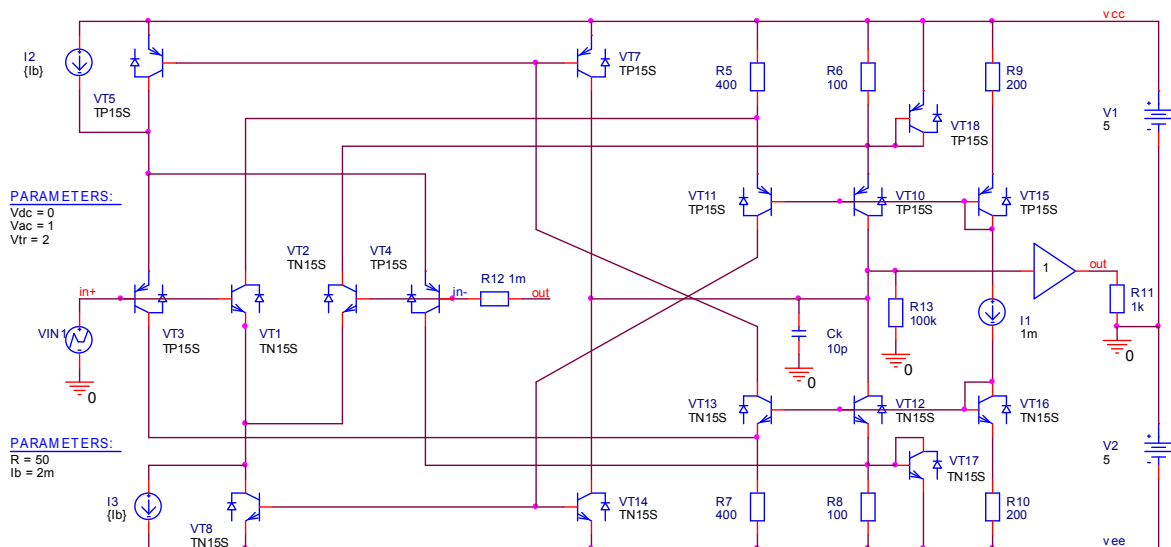 vcc
I2
{Ib}
VT5
TP15S
VT7
TP15S
R5
400
R6
100
R9
200
VT18
TP15S
V1
5
PARAMETERS:
Vdc = 0
Vac = 1
Vtr = 2
VT11
TP15S
VT10
TP15S
VT15
TP15S
VT2
TN15S
VT4
TP15S
R12 1m
in+
in-
out
1
out
VIN1
VT3
TP15S
VT1
TN15S
Ck
10p
R13
100k
I1
1m
R11
1k
0
0
0
0
VT13
TN15S
VT12
TN15S
VT16
TN15S
PARAMETERS:
R = 50
Ib = 2m
I3
{Ib}
VT8
TN15S
VT14
TN15S
R7
400
R8
100
VT17
TN15S
R10
200
V2
5
vee